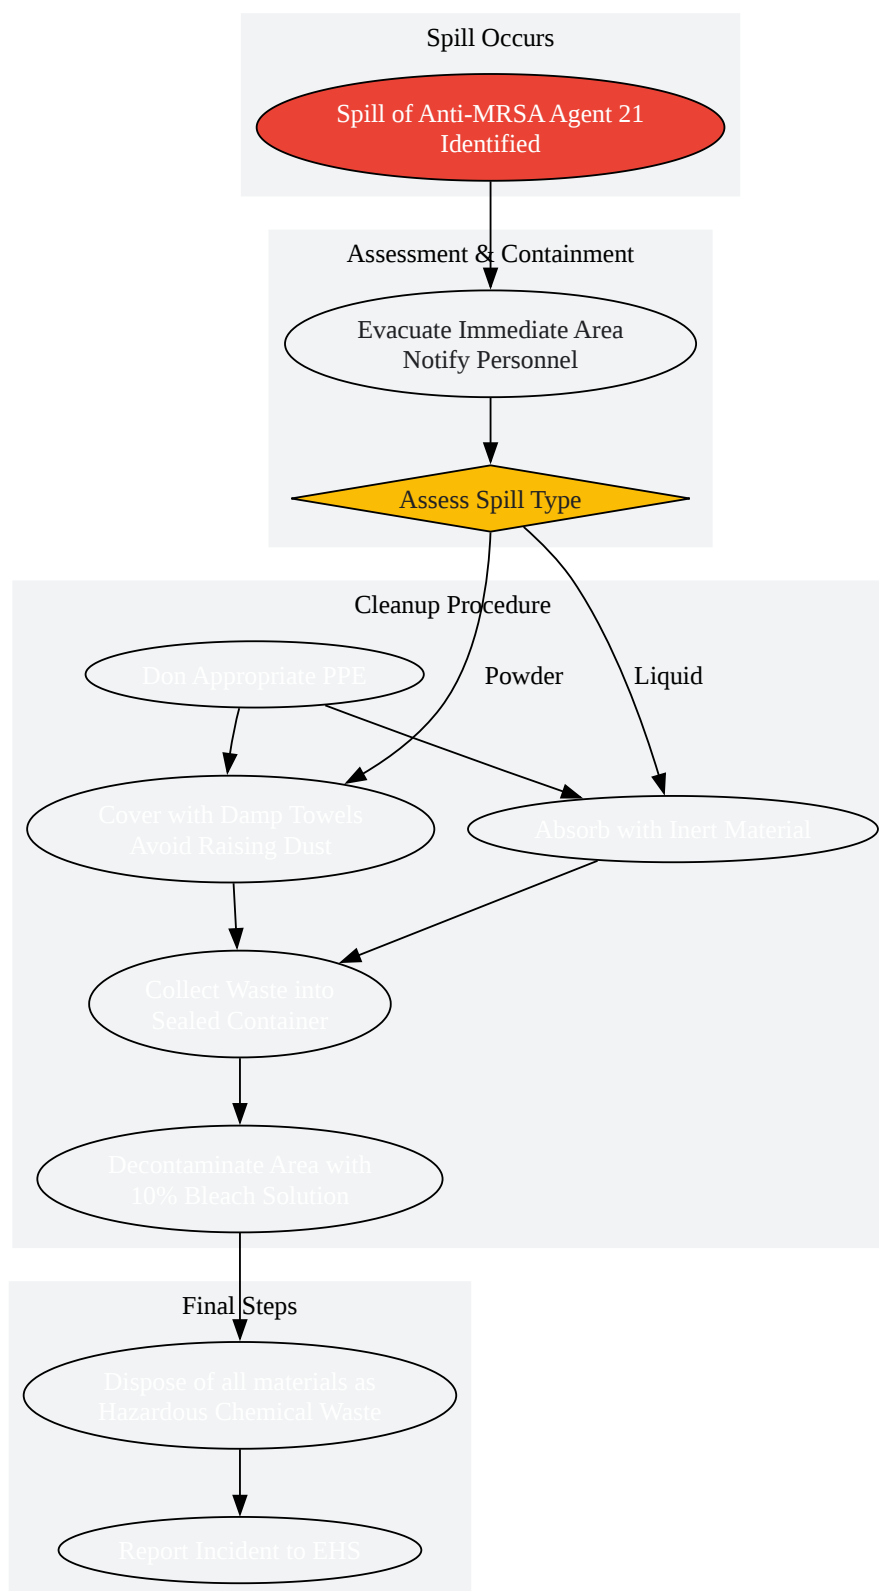 Spill Occurs
Spill of Anti-MRSA Agent 21
Identified
Assessment & Containment
Evacuate Immediate Area
Notify Personnel
Assess Spill Type
Cleanup Procedure
Don Appropriate PPE
Powder
Liquid
Cover with Damp Towels
Avoid Raising Dust
Absorb with Inert Material
Collect Waste into
Sealed Container
Decontaminate Area with
10% Bleach Solution
Final Steps
Dispose of all materials as
Hazardous Chemical Waste
Report Incident to EHS